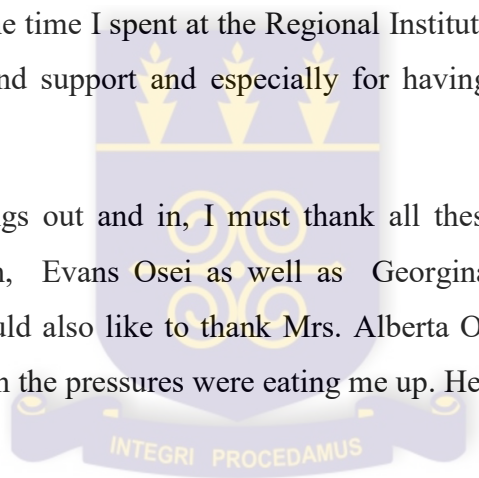 e time I spent at the Regional Institut
nd support and especially for having
gs out and in, I must thank all thes
Evans Osei as well as Georgina
uld also like to thank Mrs. Alberta O
n the pressures were eating me up. He
INTEGRI PROCEDAMUS